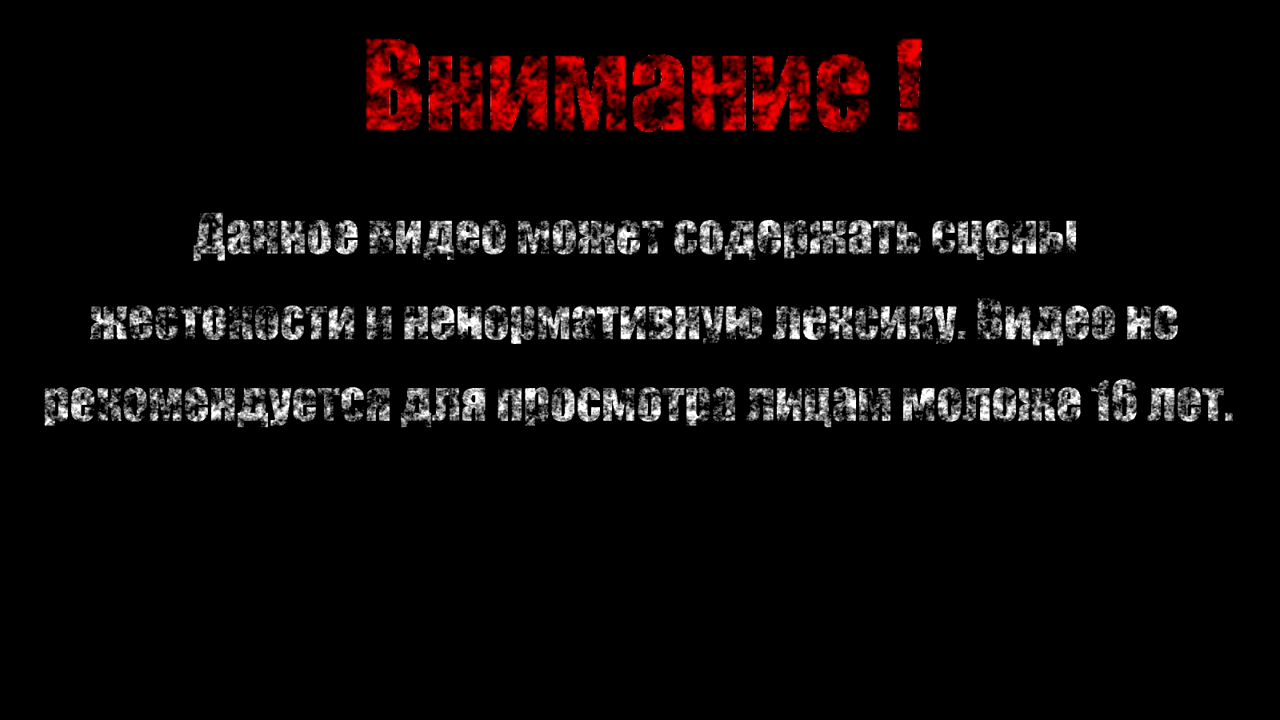 Внимание !
Данное видео может содержать сцены
жестокости и ненормативную лексику. Видео не
рекомендуется для просмотра лицам моложе 16 лет.